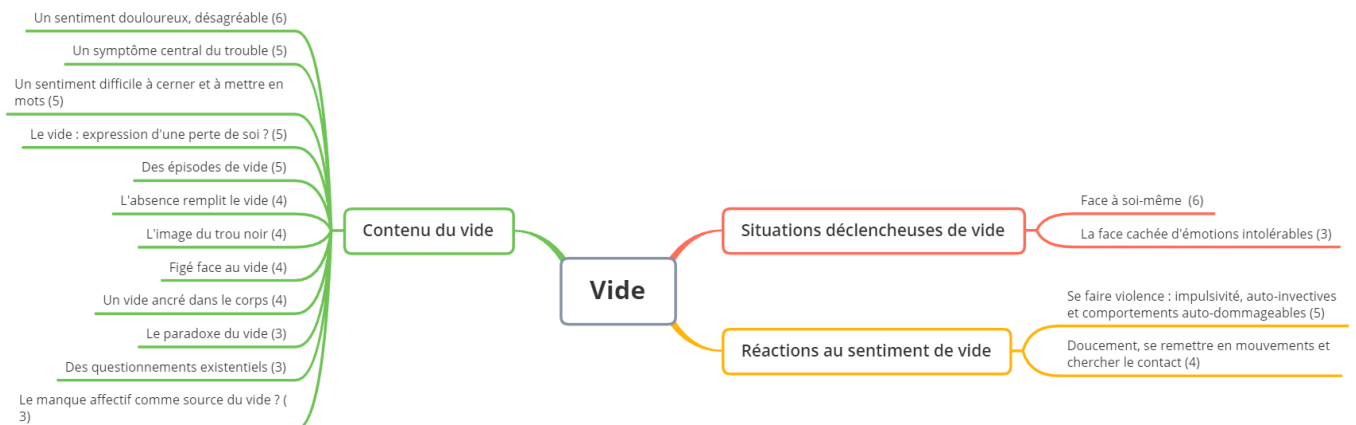 Un sentiment douloureux, désagréable (6)
Un symptôme central du trouble (5)
Un sentiment difficile à cerner et à mettre en
mots (5)
Le vide : expression d'une perte de soi ? (5)
Des épisodes de vide (5)
L'absence remplit le vide (4)
L'image du trou noir (4)
Figé face au vide (4)
Un vide ancré dans le corps (4)
Le paradoxe du vide (3)
Des questionnements existentiels (3)
Le manque affectif comme source du vide ? (
3)
Contenu du vide
Vide
Situations déclencheuses de vide
Face à soi-même (6)
La face cachée d'émotions intolérables (3)
Réactions au sentiment de vide
Se faire violence : impulsivité, auto-invectives
et comportements auto-dommageables (5)
Doucement, se remettre en mouvements et
chercher le contact (4)